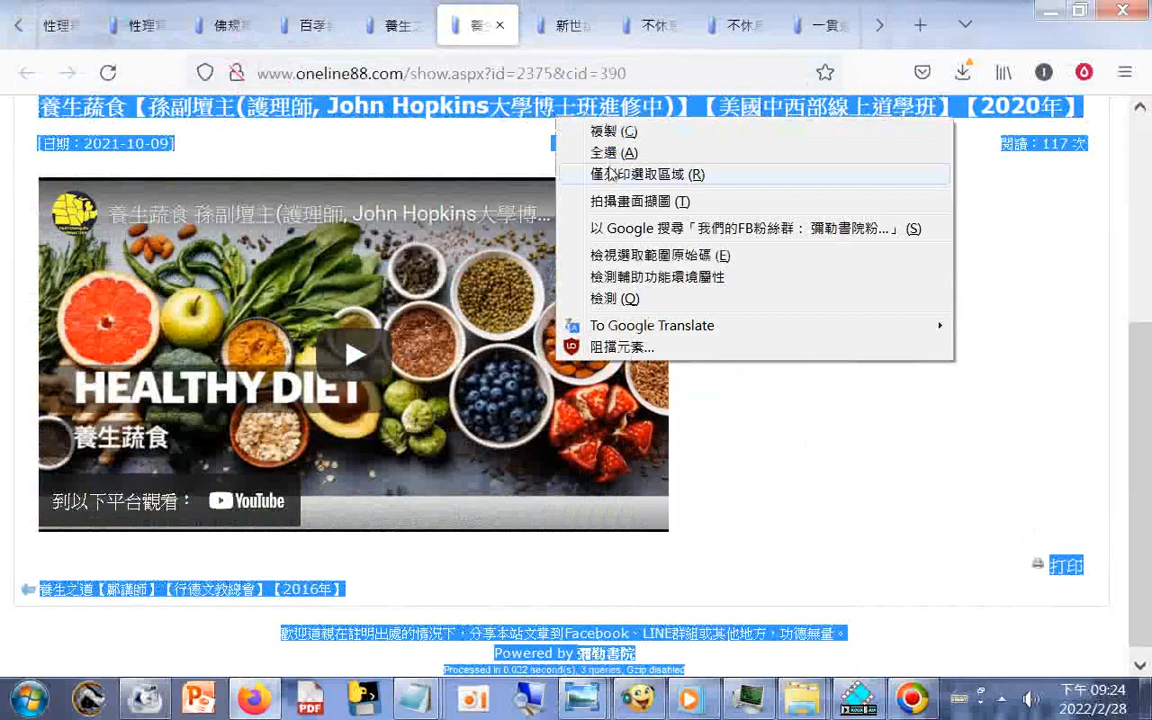 性理
性理
佛規
百孝
養生之
養
新世
不休
不休
一貫
www.oneline88.com/show.aspx?id=2375&cid=390
養生蔬食【孫副壇主(護理師, John Hopkins大學博士班進修中)】【美國中西部線上道學班】【2020年】
[日期：2021-10-09]
閱讀：117 次
養生蔬食 孫副壇主(護理師, John Hopkins大學博...
HEALTHY DIET
養生蔬食
到以下平台觀看：
YouTube
複製 (C)
全選 (A)
僅列印選取區域 (R)
拍攝畫面擷圖 (T)
以 Google 搜尋「我們的FB粉絲群： 彌勒書院粉...」 (S)
檢視選取範圍原始碼 (E)
檢測輔助功能環境屬性
檢測 (Q)
To Google Translate
阻擋元素...
打印
養生之道【鄺講師】【行德文教總會】【2016年】
歡迎道親在註明出處的情況下，分享本站文章到Facebook、LINE群組或其他地方，功德無量。
Powered by 彌勒書院
Processed in 0.022 second(s), 3 queries, Gzip disabled
下午 09:24
2022/2/28